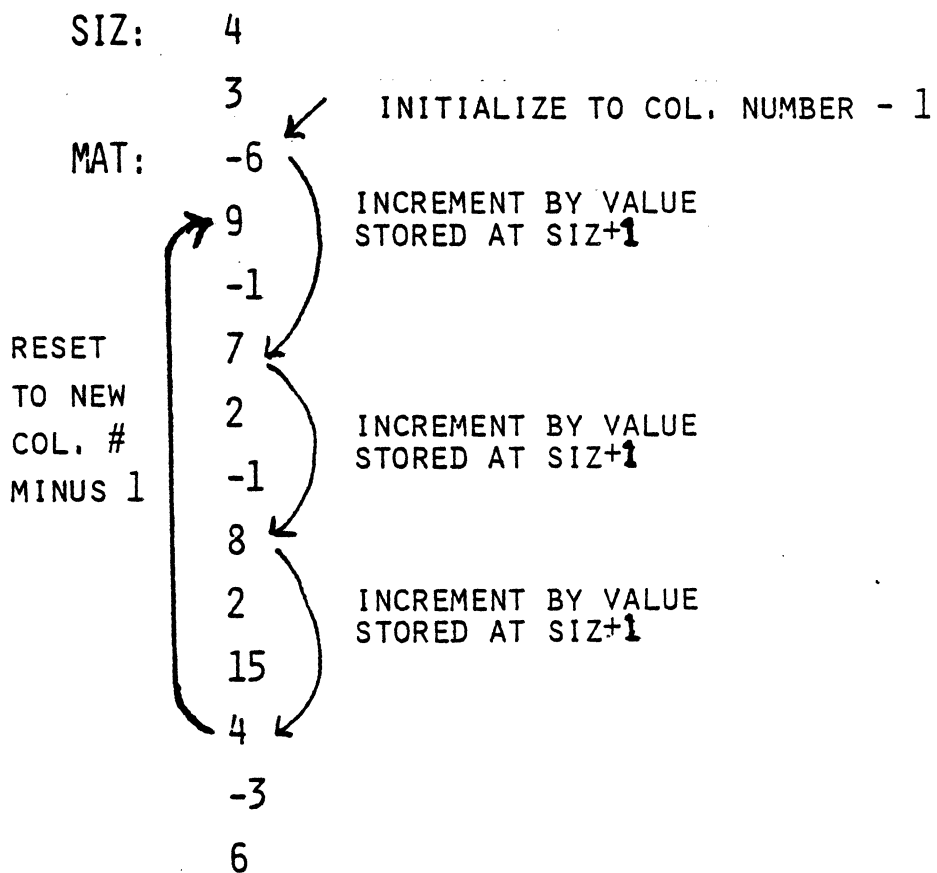 SIZ: 4
3
INITIALIZE TO COL. NUMBER - 1
MAT: -6
9
INCREMENT BY VALUE
STORED AT SIZ+1
-1
RESET
TO NEW
COL. #
MINUS 1
7
2
INCREMENT BY VALUE
STORED AT SIZ+1
-1
8
2
INCREMENT BY VALUE
STORED AT SIZ+1
15
4
-3
6